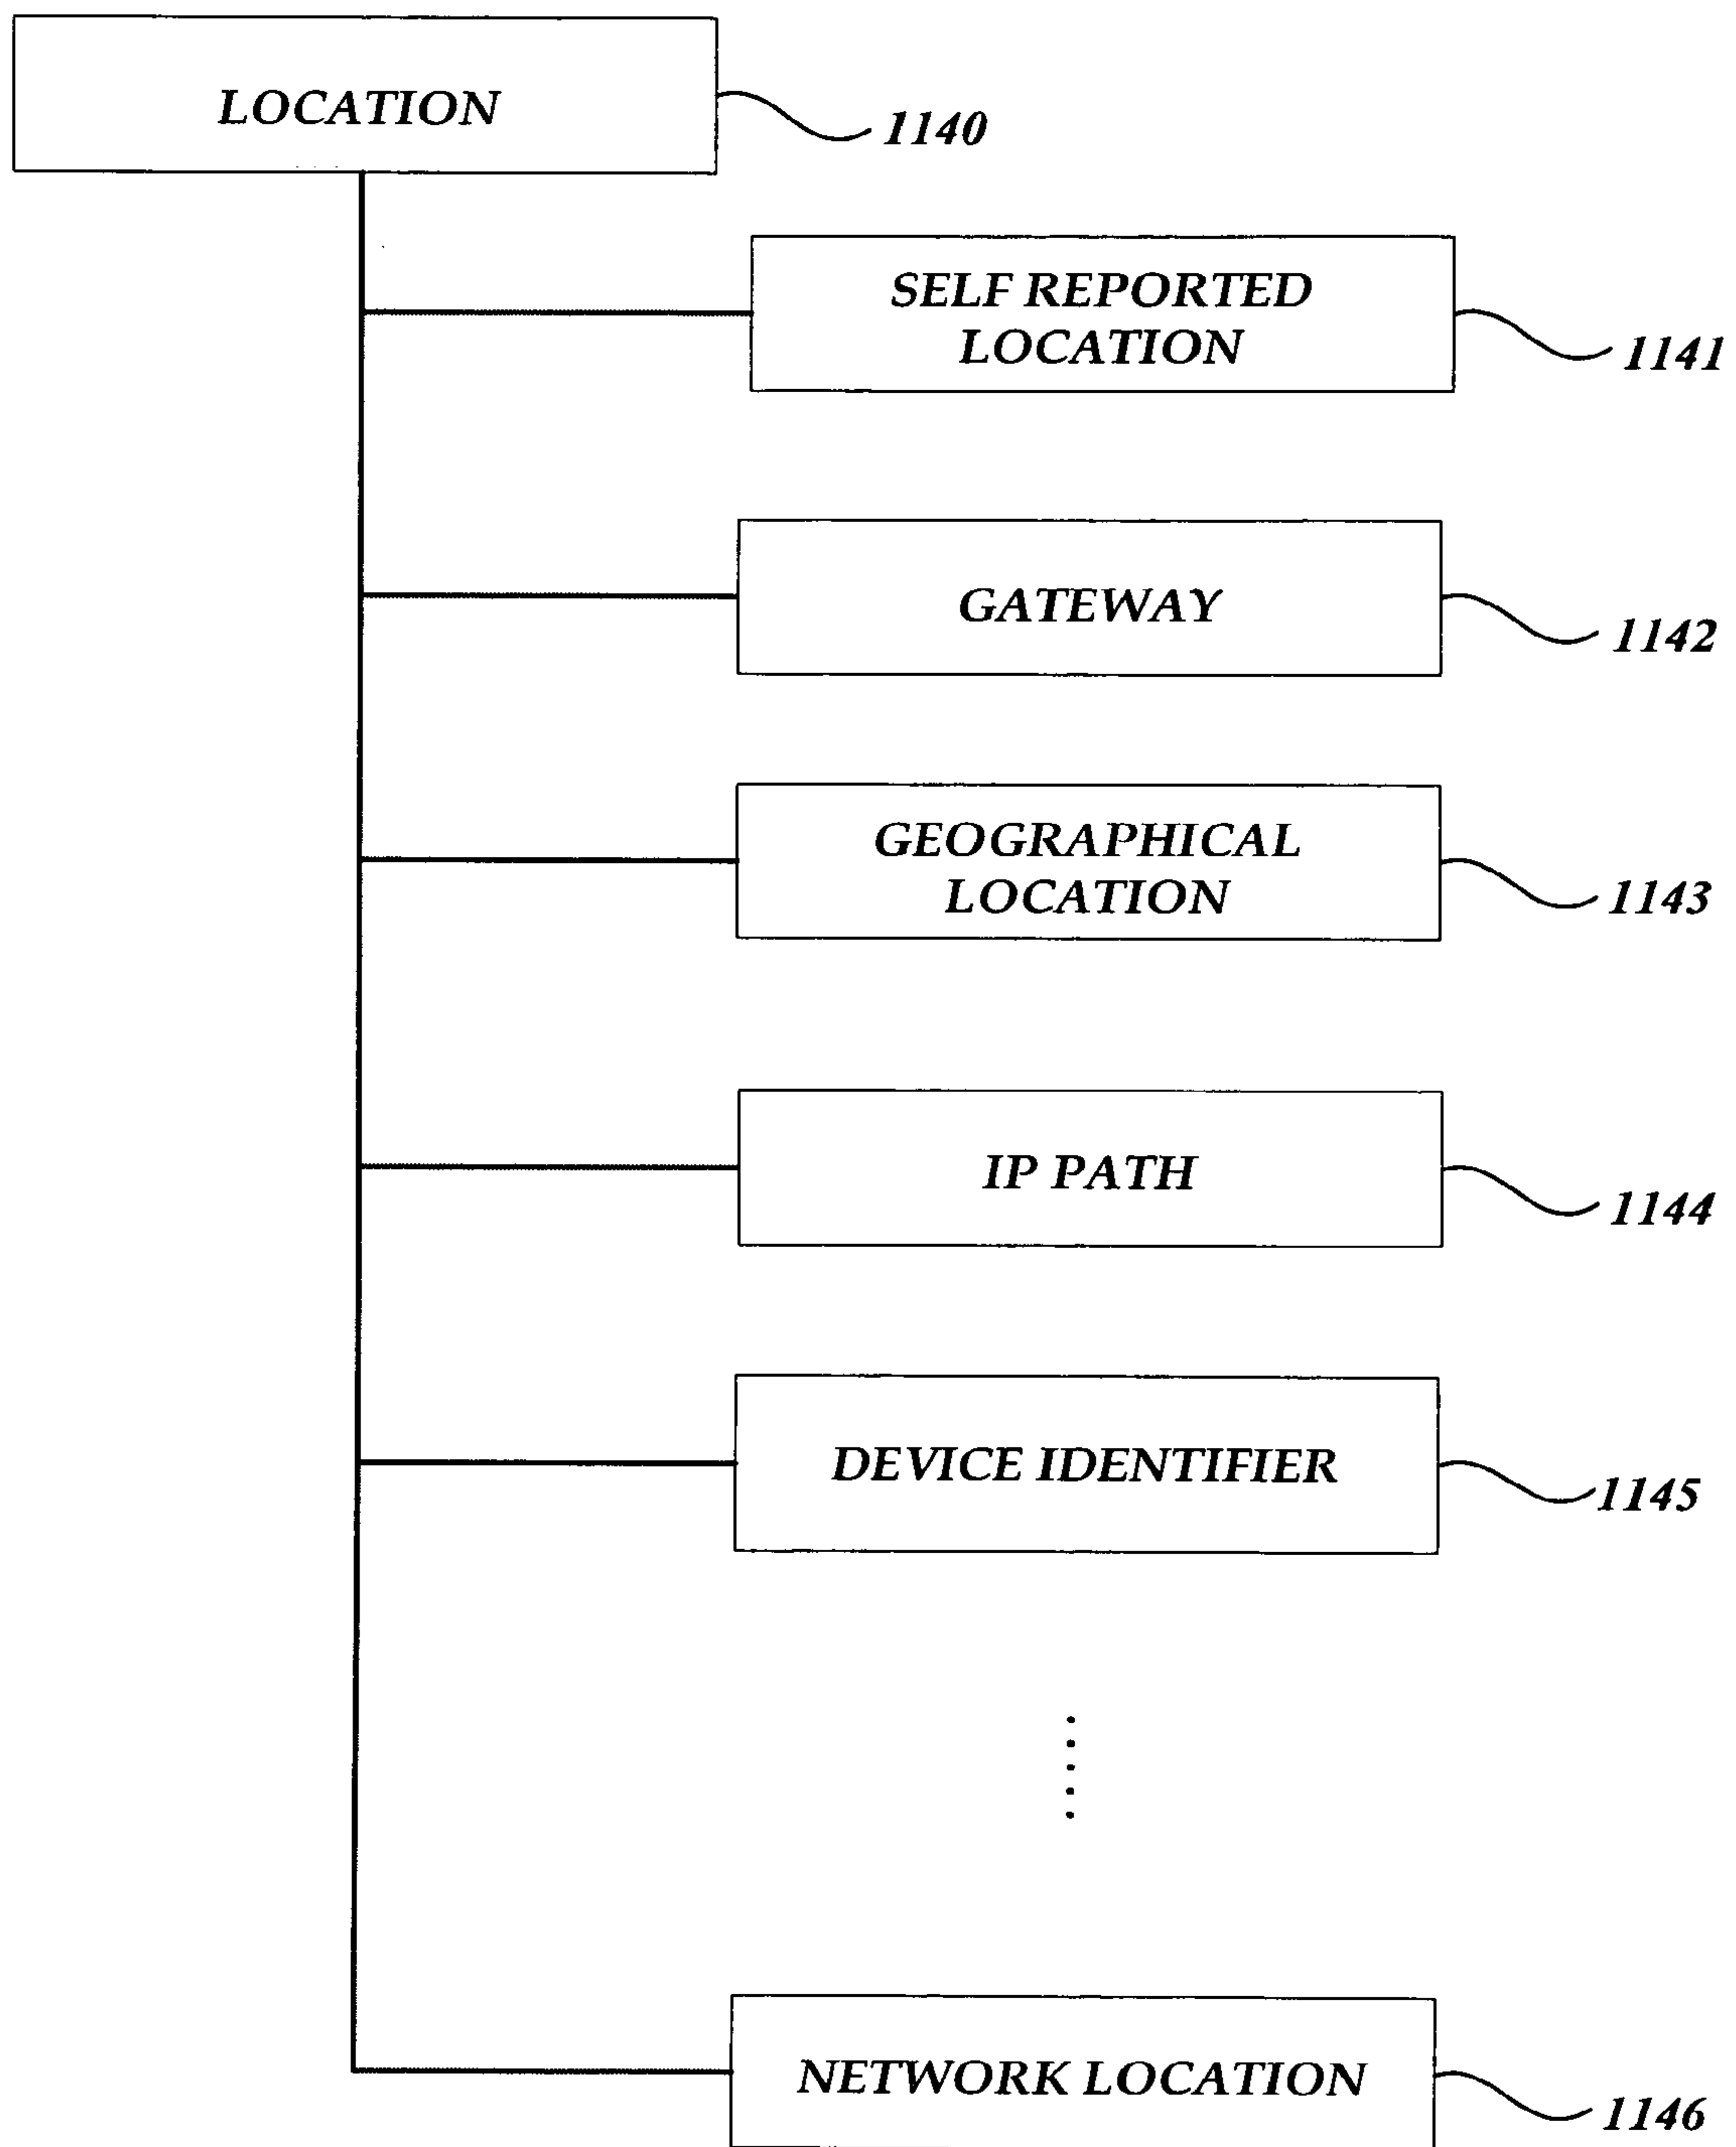 LOCATION
1140
SELF REPORTED
LOCATION
1141
GATEWAY
1142
GEOGRAPHICAL
LOCATION
1143
IP PATH
1144
DEVICE IDENTIFIER
1145
NETWORK LOCATION
1146